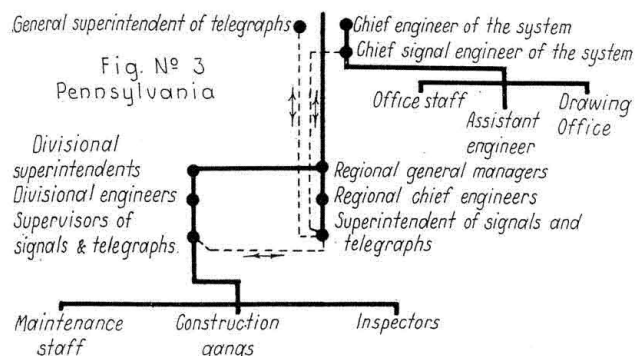 General superintendent of telegraphs
Chief engineer of the system
Chief signal engineer of the system
Fig. Nº 3
Pennsylvania
Office staff
Assistant
engineer
Drawing
Office
Divisional
superintendents
Divisional engineers
Supervisors of
signals & telegraphs.
Regional general managers
Regional chief engineers
Superintendent of signals and
telegraphs
Maintenance
staff
Construction
gangs
Inspectors